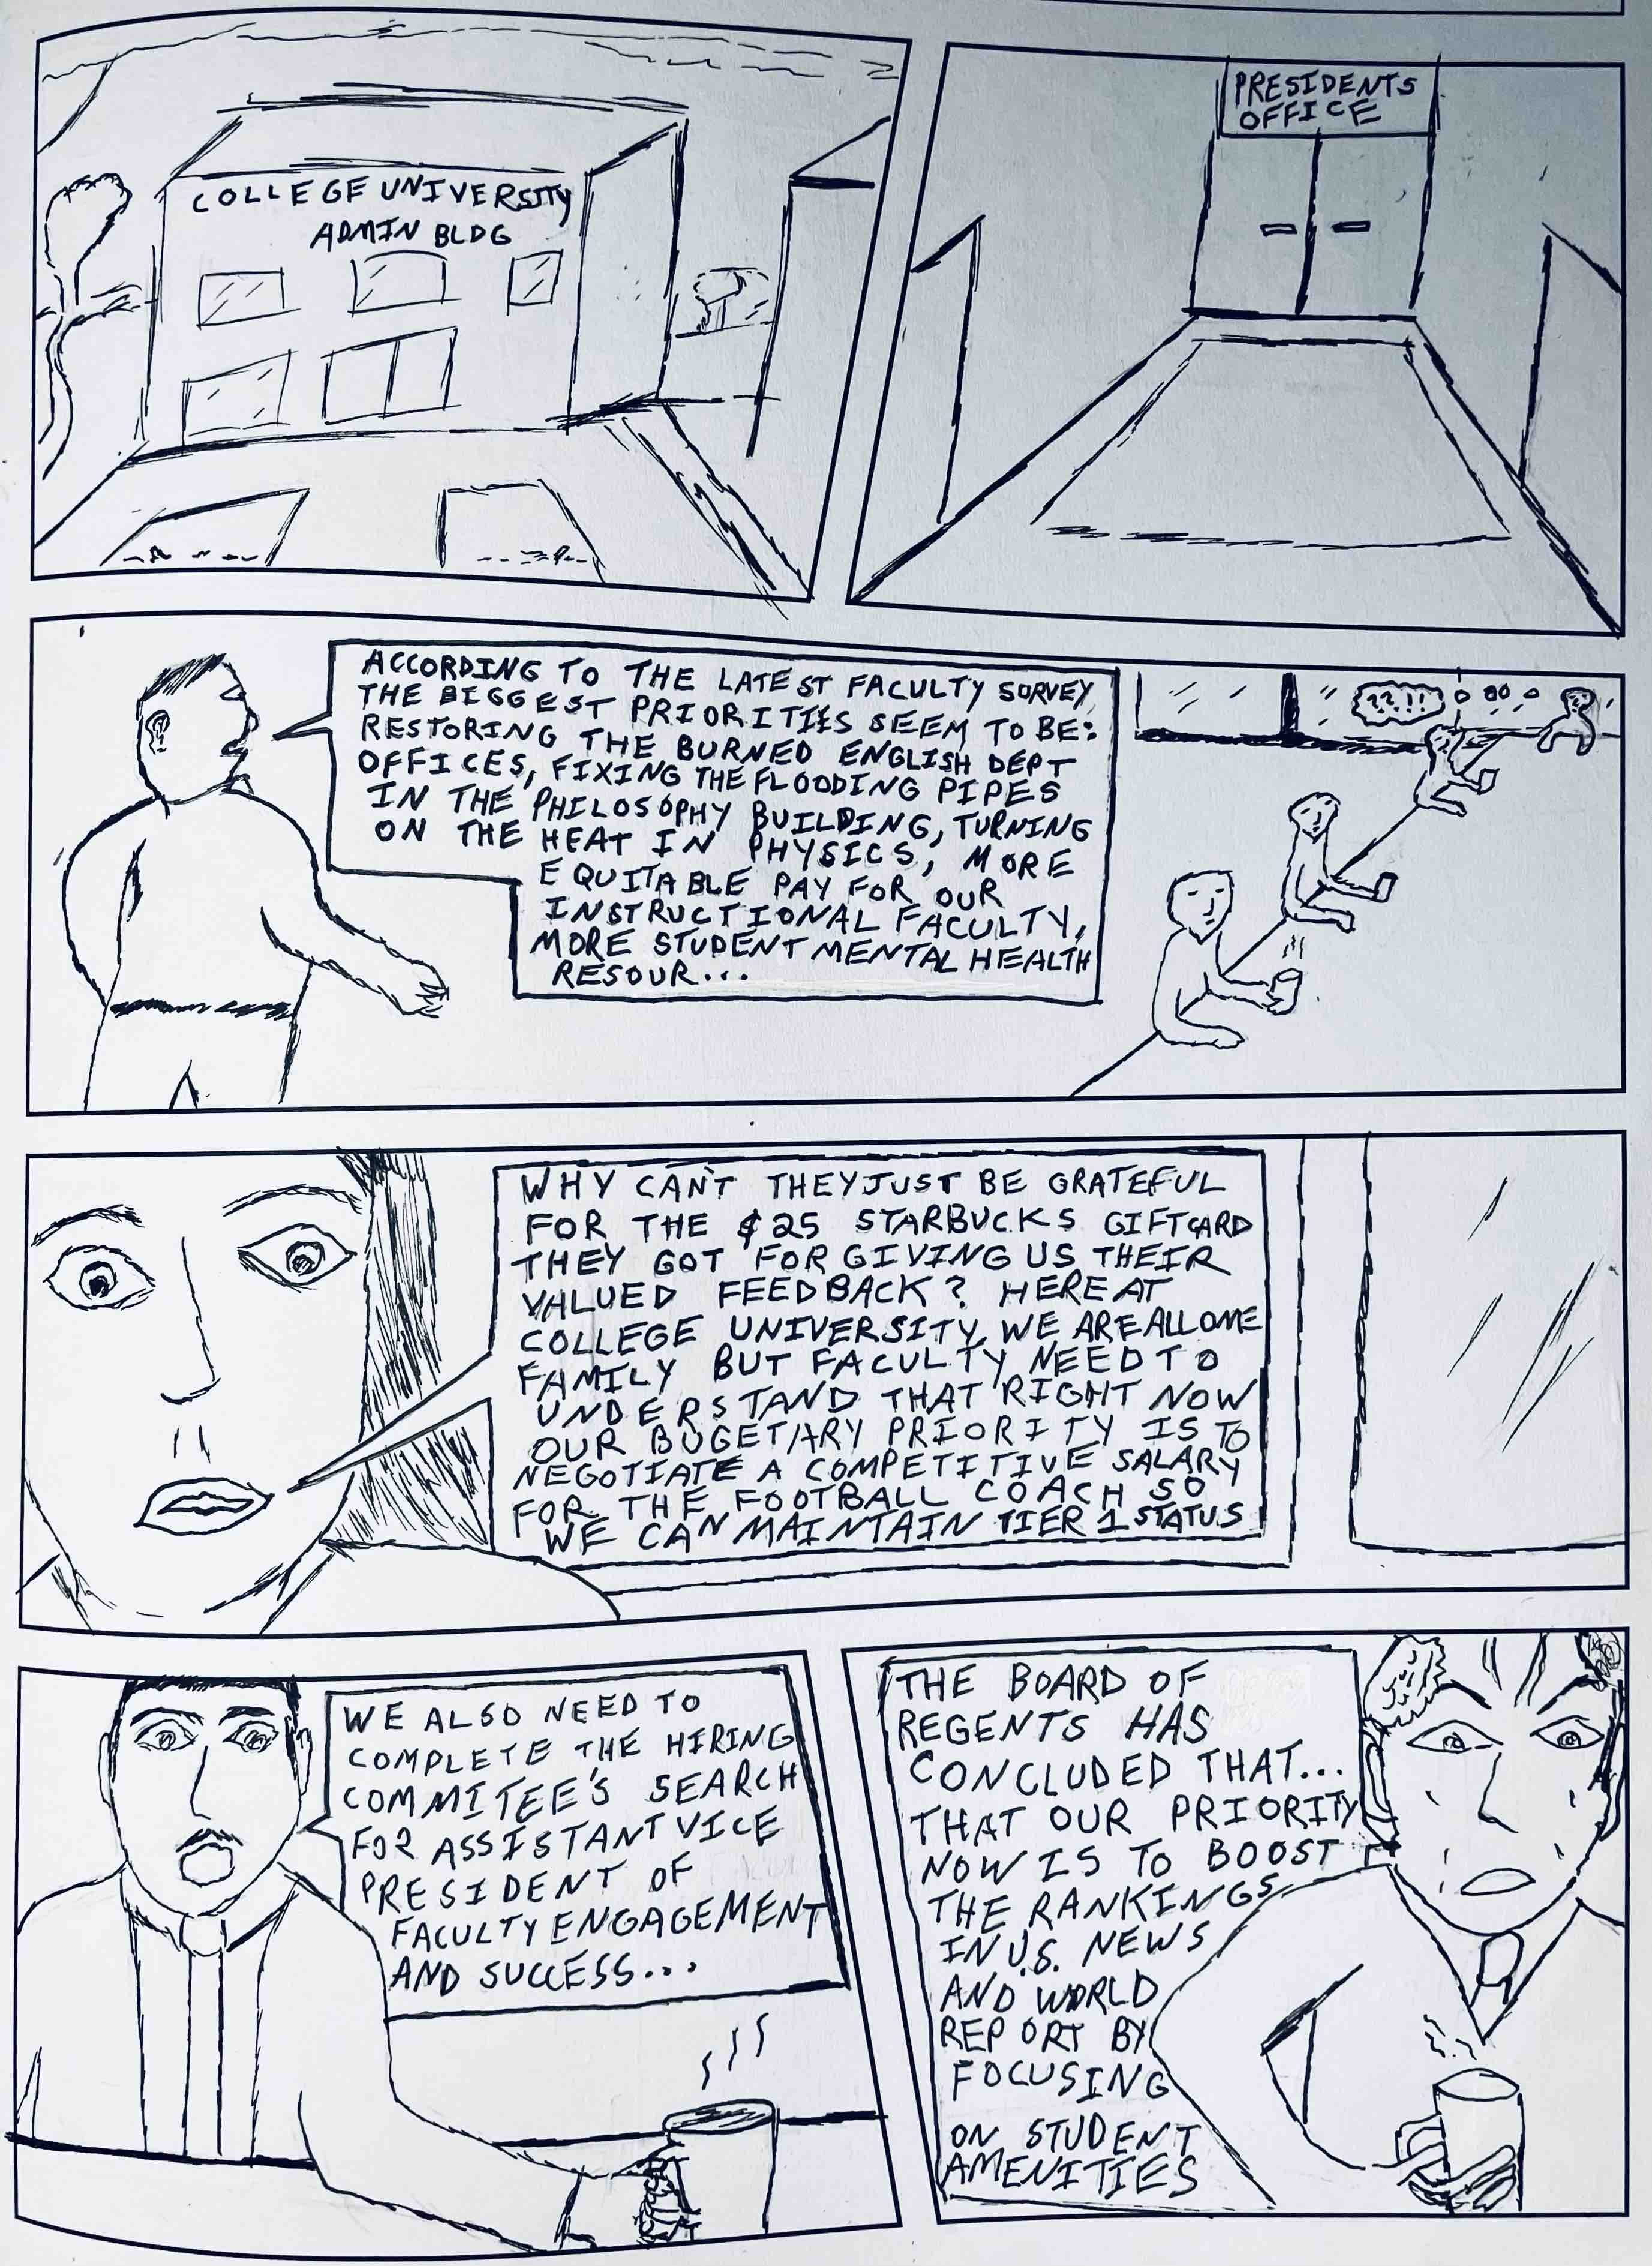 COLLEGE UNIVERSITY
ADMIN BLDG
PRESIDENTS
OFFICE
ACCORDING TO THE LATEST FACULTY SURVEY
THE BIGGEST PRIORITIES SEEM TO BE:
RESTORING THE BURNED ENGLISH DEPT
OFFICES, FIXING THE FLOODING PIPES
IN THE PHILOSOPHY BUILDING, TURNING
ON THE HEAT IN PHYSICS, MORE
EQUITABLE PAY FOR OUR
INSTRUCTIONAL FACULTY,
MORE STUDENT MENTAL HEALTH
RESOUR...
??!!
WHY CAN'T THEY JUST BE GRATEFUL
FOR THE $25 STARBUCKS GIFTCARD
THEY GOT FOR GIVING US THEIR
VALUED FEEDBACK? HERE AT
COLLEGE UNIVERSITY, WE ARE ALL ONE
FAMILY BUT FACULTY NEED TO
UNDERSTAND THAT RIGHT NOW
OUR BUGETARY PRIORITY IS TO
NEGOTIATE A COMPETITIVE SALARY
FOR THE FOOTBALL COACH SO
WE CAN MAINTAIN TIER 1 STATUS
WE ALSO NEED TO
COMPLETE THE HIRING
COMMITEE'S SEARCH
FOR ASSISTANT VICE
PRESIDENT OF
FACULTY ENGAGEMENT
AND SUCCESS...
THE BOARD OF
REGENTS HAS
CONCLUDED THAT...
THAT OUR PRIORITY
NOW IS TO BOOST
THE RANKINGS
IN U.S. NEWS
AND WORLD
REPORT BY
FOCUSING
ON STUDENT
AMENITIES